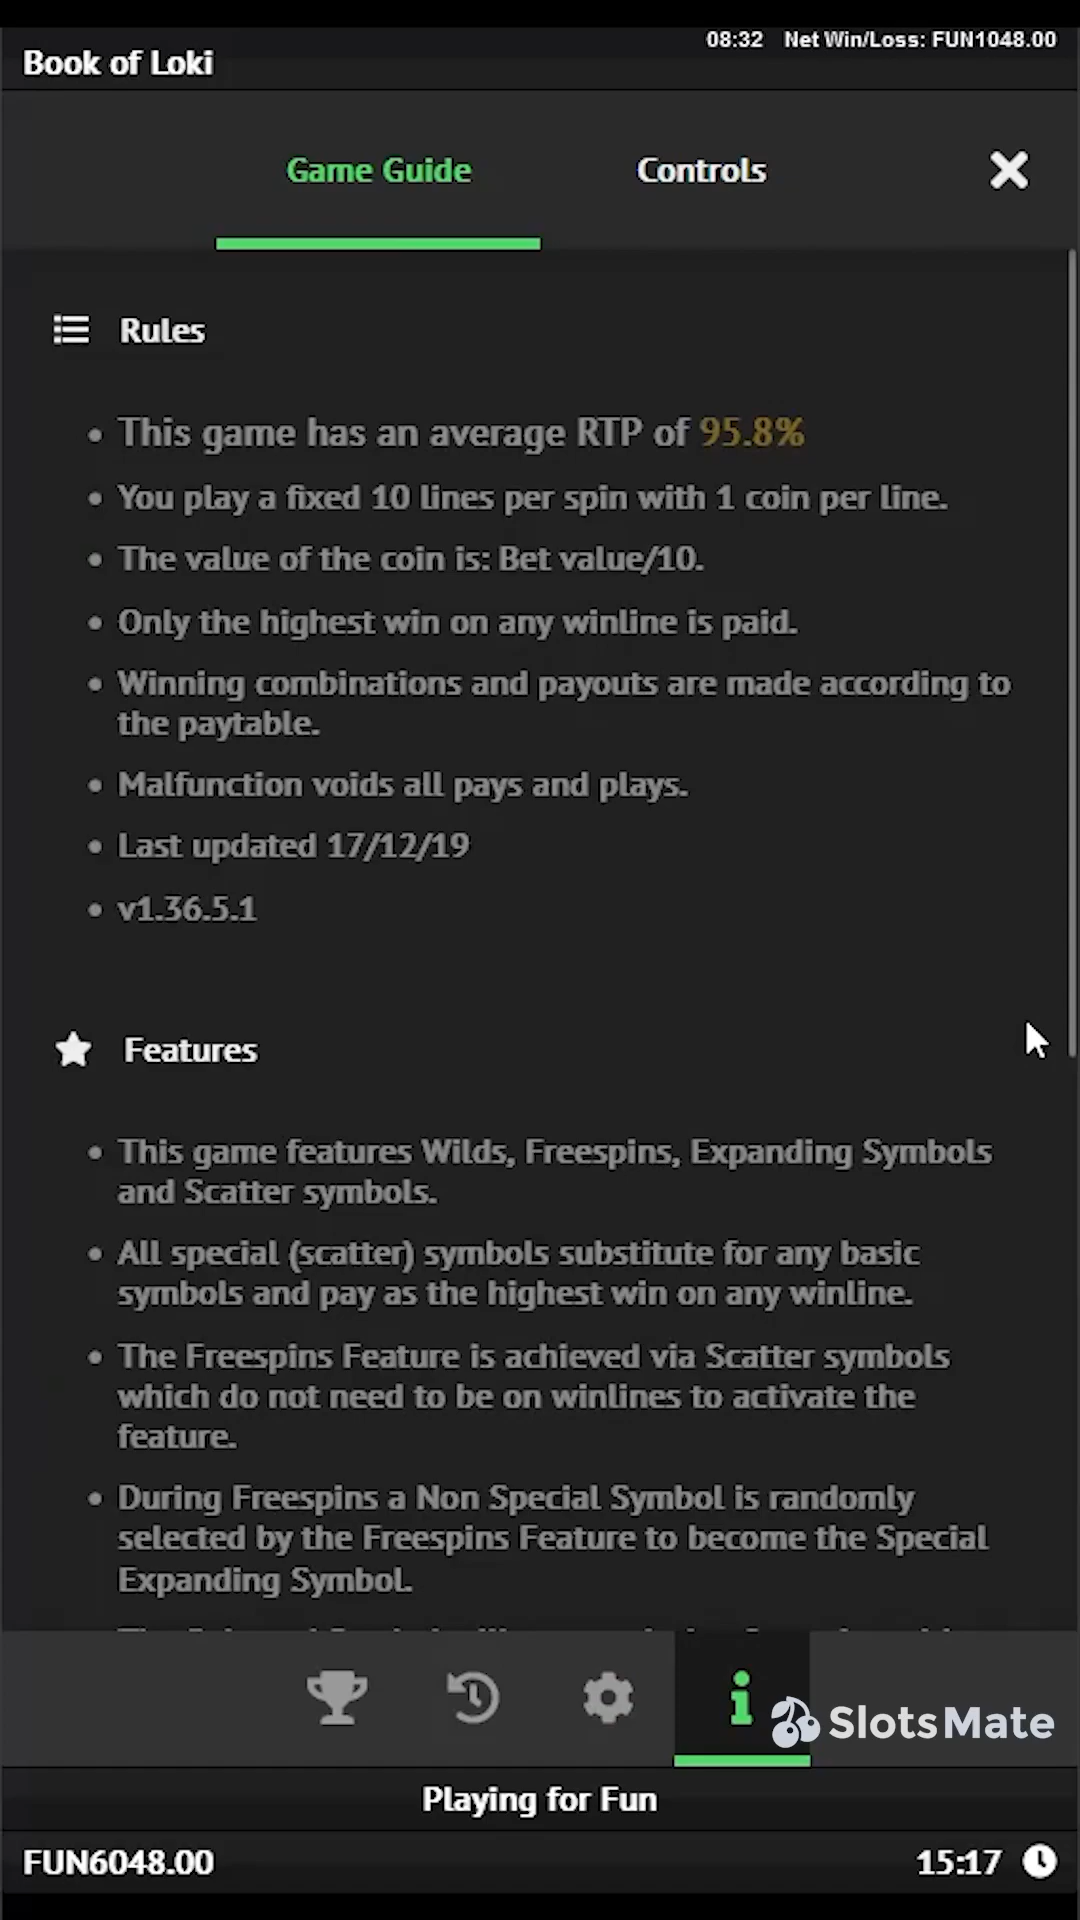 08:32 Net Win/Loss: FUN1048.00
Book of Loki
Game Guide
Controls
Rules
• This game has an average RTP of 95.8%
• You play a fixed 10 lines per spin with 1 coin per line.
• The value of the coin is: Bet value/10.
• Only the highest win on any winline is paid.
• Winning combinations and payouts are made according to
the paytable.
• Malfunction voids all pays and plays.
• Last updated 17/12/19
• v1.36.5.1
Features
• This game features Wilds, Freespins, Expanding Symbols
and Scatter symbols.
• All special (scatter) symbols substitute for any basic
symbols and pay as the highest win on any winline.
• The Freespins Feature is achieved via Scatter symbols
which do not need to be on winlines to activate the
feature.
• During Freespins a Non Special Symbol is randomly
selected by the Freespins Feature to become the Special
Expanding Symbol.
SlotsMate
Playing for Fun
FUN6048.00
15:17